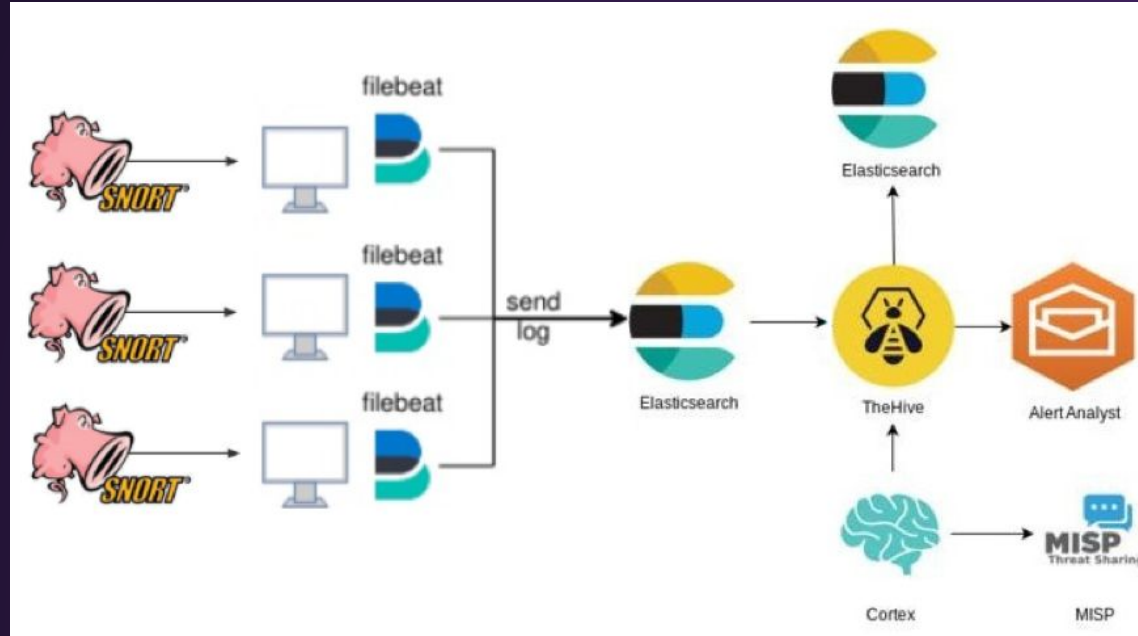 filebeat
SNORT
filebeat
SNORT
filebeat
SNORT
send
log
Elasticsearch
Elasticsearch
TheHive
Alert Analyst
Cortex
MISP
Threat Sharing
MISP